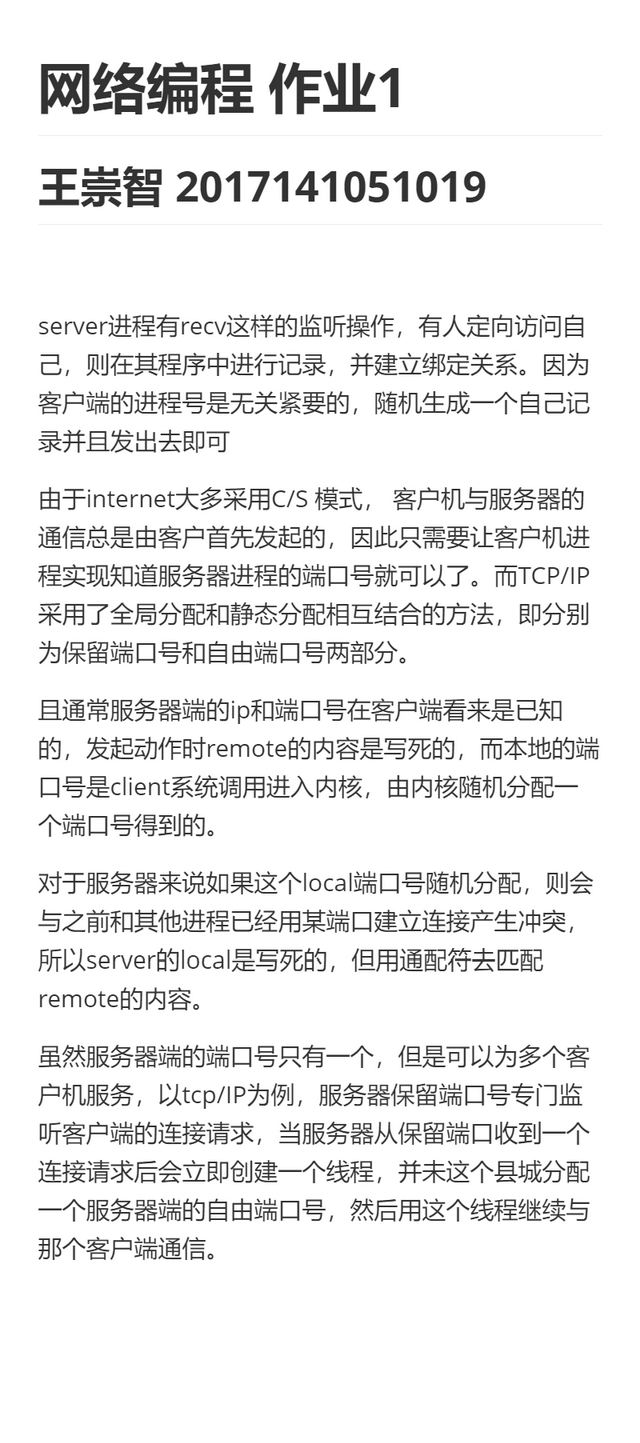 网络编程 作业1
王崇智 2017141051019
server进程有recv这样的监听操作，有人定向访问自
己，则在其程序中进行记录，并建立绑定关系。因为
客户端的进程号是无关紧要的，随机生成一个自己记
录并且发出去即可
由于internet大多采用C/S 模式， 客户机与服务器的
通信总是由客户首先发起的，因此只需要让客户机进
程实现知道服务器进程的端口号就可以了。而TCP/IP
采用了全局分配和静态分配相互结合的方法，即分别
为保留端口号和自由端口号两部分。
且通常服务器端的ip和端口号在客户端看来是已知
的，发起动作时remote的内容是写死的，而本地的端
口号是client系统调用进入内核，由内核随机分配一
个端口号得到的。
对于服务器来说如果这个local端口号随机分配，则会
与之前和其他进程已经用某端口建立连接产生冲突，
所以server的local是写死的，但用通配符去匹配
remote的内容。
虽然服务器端的端口号只有一个，但是可以为多个客
户机服务，以tcp/IP为例，服务器保留端口号专门监
听客户端的连接请求，当服务器从保留端口收到一个
连接请求后会立即创建一个线程，并未这个县城分配
一个服务器端的自由端口号，然后用这个线程继续与
那个客户端通信。